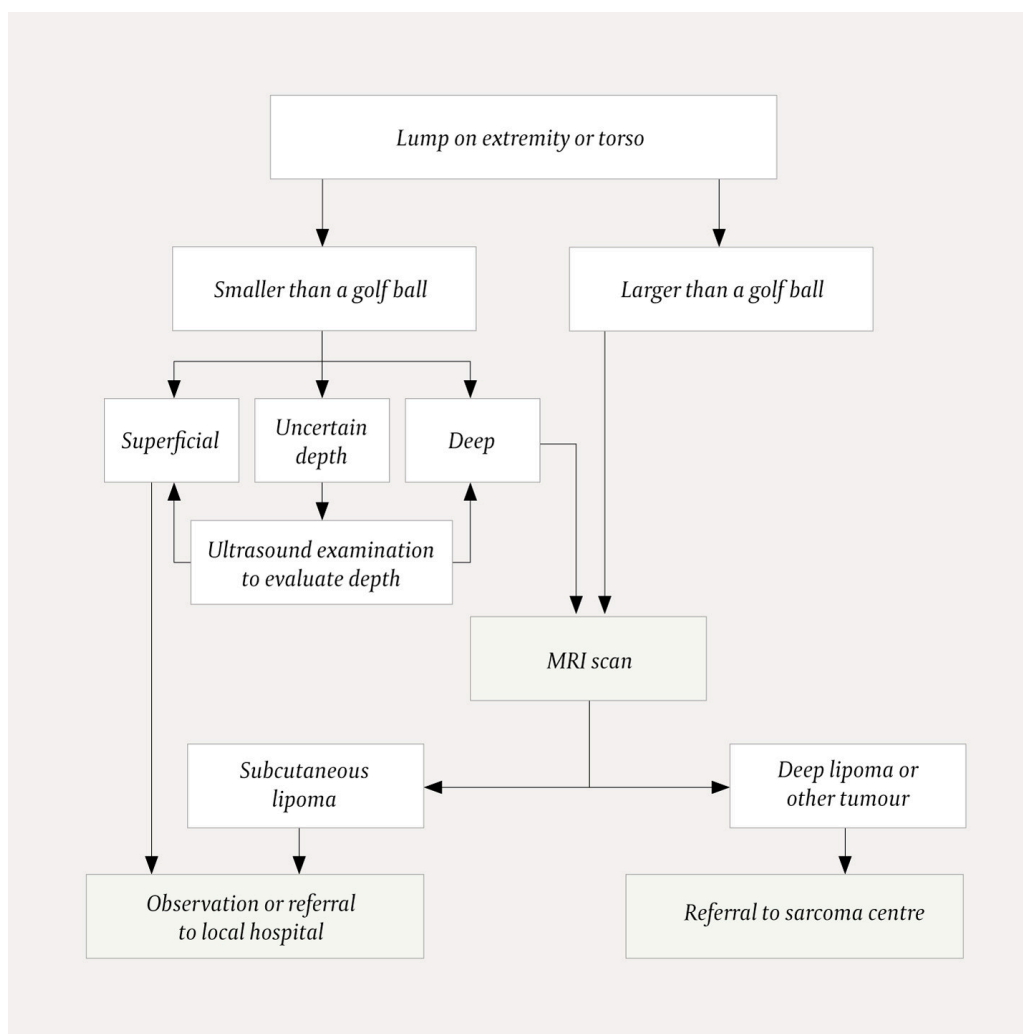 Lump on extremity or torso
Smaller than a golf ball
Larger than a golf ball
Superficial
Uncertain
depth
Deep
Ultrasound examination
to evaluate depth
MRI scan
Subcutaneous
lipoma
Deep lipoma or
other tumour
Observation or referral
to local hospital
Referral to sarcoma centre